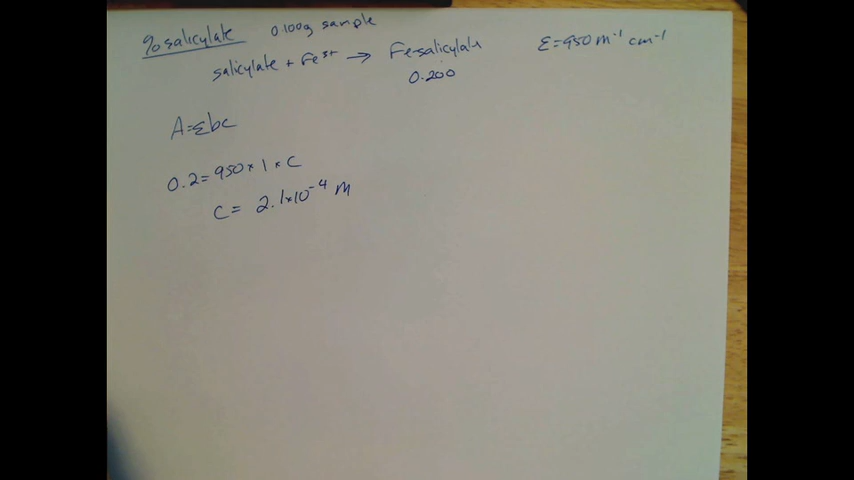 % salicylate 0.100g sample
salicylate + Fe³⁺ → Fe-salicylate ε=950 M⁻¹ cm⁻¹
0.200
A=εbc
0.2=950×1×C
C= 2.1×10⁻⁴ M